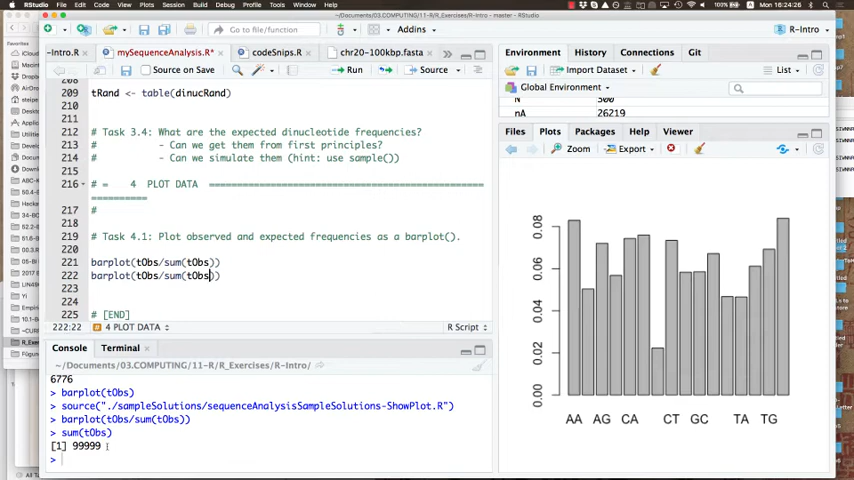 RStudio File Edit Code View Plots Session Build Debug Profile Tools Window Help 100% Mon 16:24:26
~/Documents/03.COMPUTING/11-R/R_Exercises/R-Intro - master - RStudio
Go to file/function Addins R-Intro
-Intro.R mySequenceAnalysis.R* codeSnips.R chr20-100kbp.fasta
Source on Save Run Source
208
209 tRand <- table(dinucRand)
210
211
212 # Task 3.4: What are the expected dinucleotide frequencies?
213 # - Can we get them from first principles?
214 # - Can we simulate them (hint: use sample())
215
216 # = 4 PLOT DATA ================================================
==========
217 #
218
219 # Task 4.1: Plot observed and expected frequencies as a barplot().
220
221 barplot(tObs/sum(tObs))
222 barplot(tObs/sum(tObs))
223
224
225 # [END]
222:22 # 4 PLOT DATA R Script
Console Terminal
~/Documents/03.COMPUTING/11-R/R_Exercises/R-Intro/
6776
> barplot(tObs)
> source("./sampleSolutions/sequenceAnalysisSampleSolutions-ShowPlot.R")
> barplot(tObs/sum(tObs))
> sum(tObs)
[1] 99999
>
Environment History Connections Git
Import Dataset List
Global Environment
N 500
nA 26219
Files Plots Packages Help Viewer
Zoom Export
0.08
0.06
0.04
0.02
0.00
AA AG CA CT GC TA TG